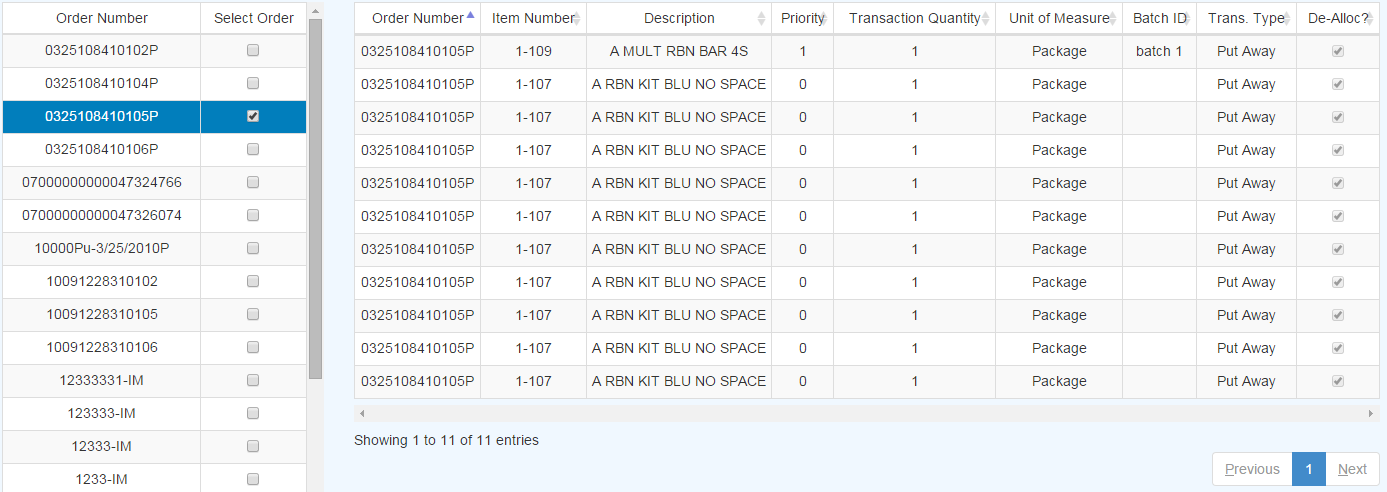 Order Number Select Order
0325108410102P
0325108410104P
0325108410105P
0325108410106P
07000000000047324766
07000000000047326074
10000Pu-3/25/2010P
10091228310102
10091228310105
10091228310106
12333331-IM
123333-IM
12333-IM
1233-IM
Order Number Item Number Description Priority Transaction Quantity Unit of Measure Batch ID Trans. Type De-Alloc?
0325108410105P 1-109 A MULT RBN BAR 4S 1 1 Package batch 1 Put Away
0325108410105P 1-107 A RBN KIT BLU NO SPACE 0 1 Package Put Away
0325108410105P 1-107 A RBN KIT BLU NO SPACE 0 1 Package Put Away
0325108410105P 1-107 A RBN KIT BLU NO SPACE 0 1 Package Put Away
0325108410105P 1-107 A RBN KIT BLU NO SPACE 0 1 Package Put Away
0325108410105P 1-107 A RBN KIT BLU NO SPACE 0 1 Package Put Away
0325108410105P 1-107 A RBN KIT BLU NO SPACE 0 1 Package Put Away
0325108410105P 1-107 A RBN KIT BLU NO SPACE 0 1 Package Put Away
0325108410105P 1-107 A RBN KIT BLU NO SPACE 0 1 Package Put Away
0325108410105P 1-107 A RBN KIT BLU NO SPACE 0 1 Package Put Away
0325108410105P 1-107 A RBN KIT BLU NO SPACE 0 1 Package Put Away
Showing 1 to 11 of 11 entries
Previous 1 Next